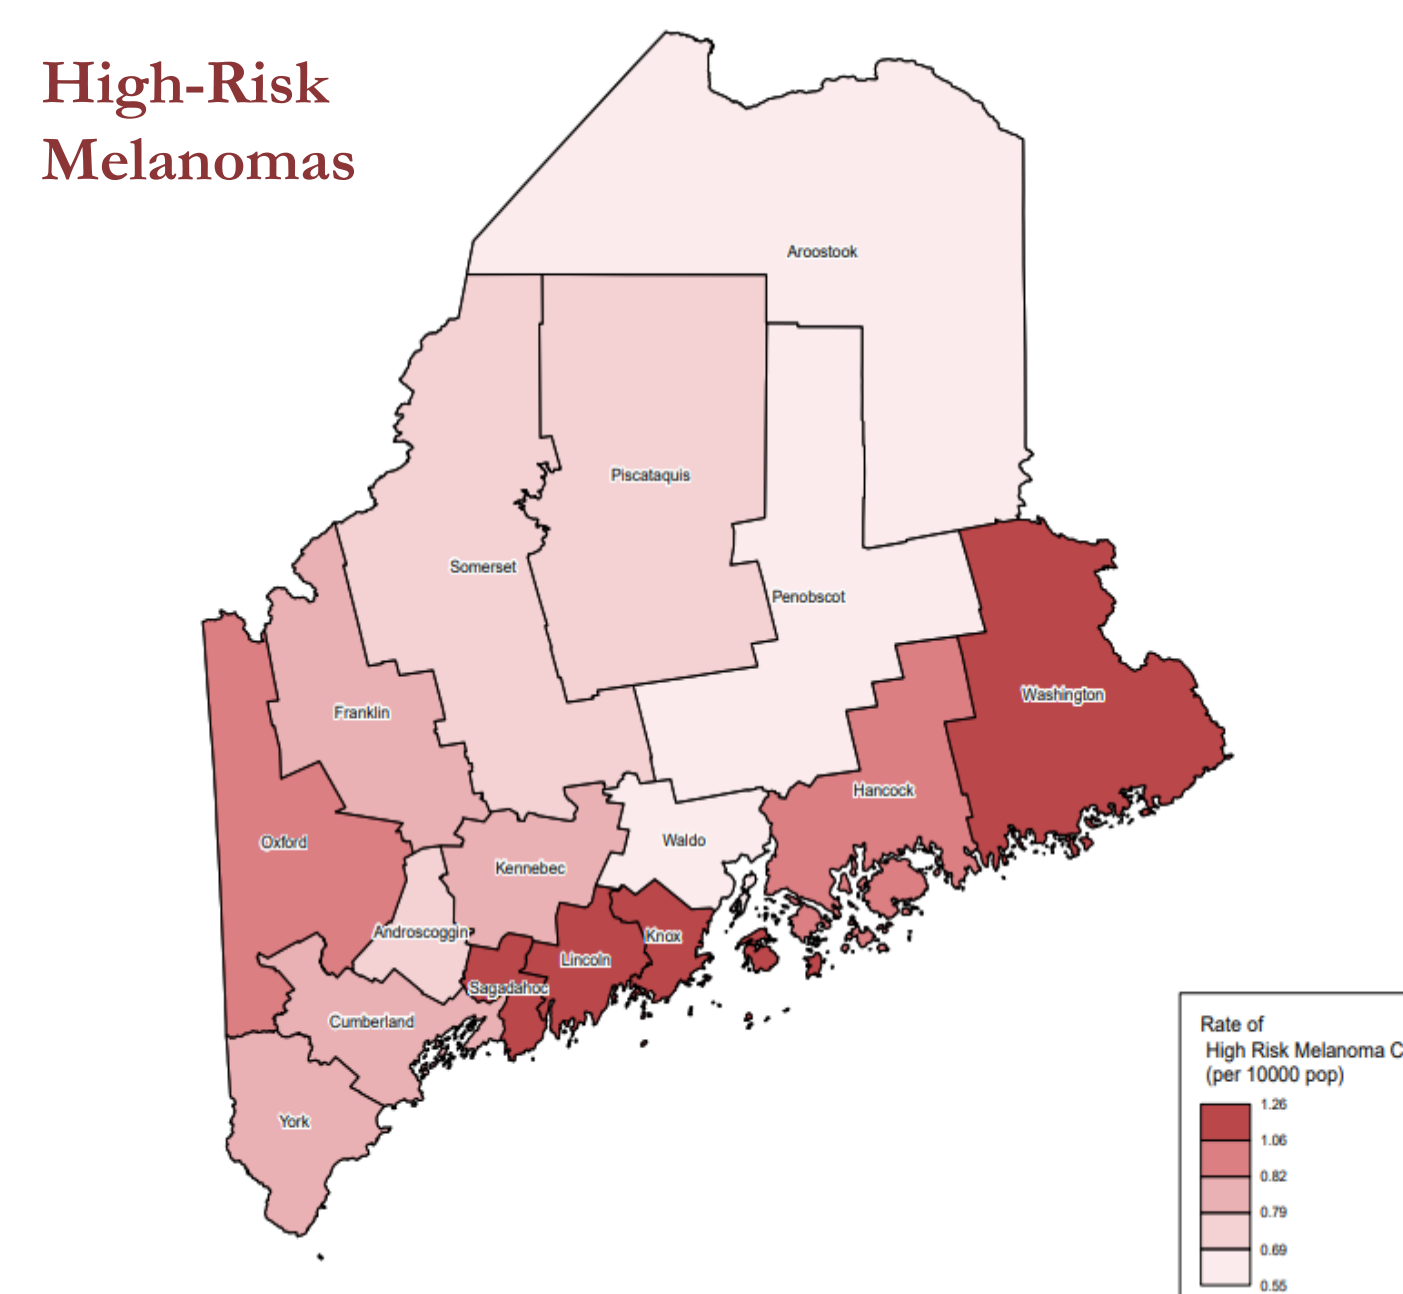 High-Risk
Melanomas
Aroostook
Piscataquis
Somerset
Penobscot
Washington
Franklin
Hancock
Oxford
Waldo
Kennebec
Androscoggin
Knox
Lincoln
Sagadahoc
Cumberland
York
Rate of
High Risk Melanoma C
(per 10000 pop)
1.26
1.06
0.82
0.79
0.69
0.55